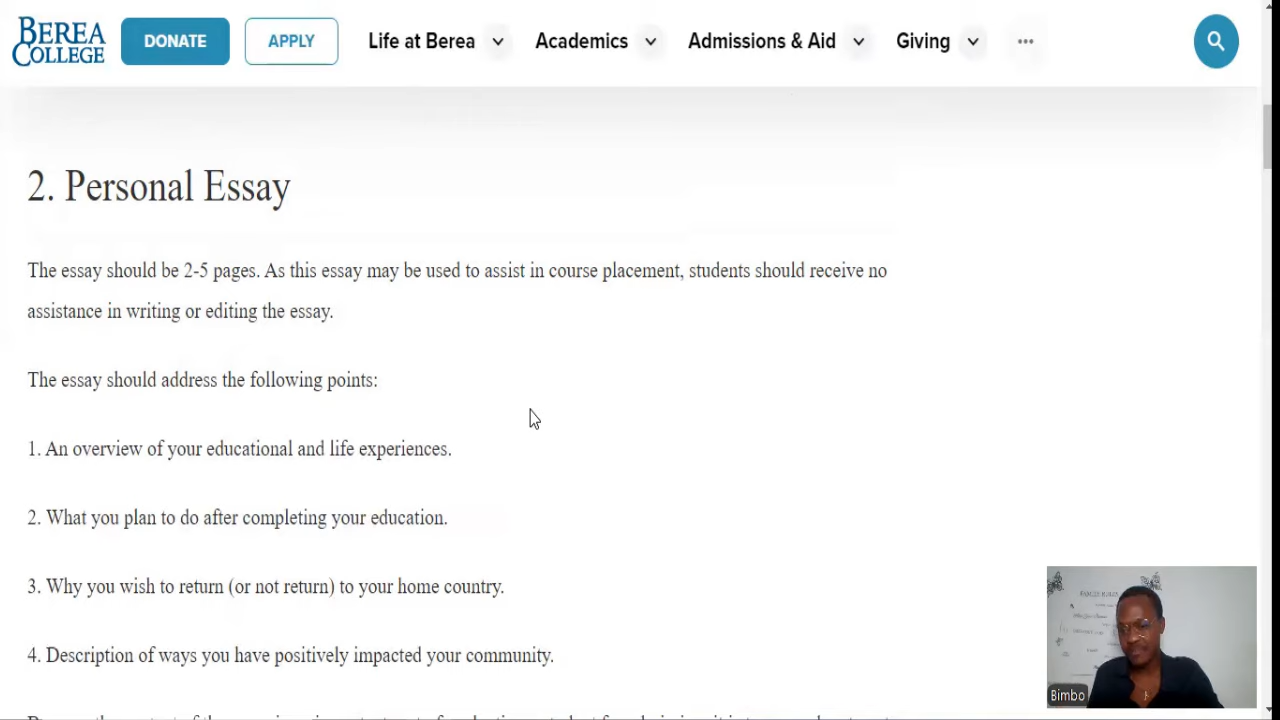 BEREA
COLLEGE
DONATE
APPLY
Life at Berea
Academics
Admissions & Aid
Giving
2. Personal Essay
The essay should be 2-5 pages. As this essay may be used to assist in course placement, students should receive no
assistance in writing or editing the essay.
The essay should address the following points:
1. An overview of your educational and life experiences.
2. What you plan to do after completing your education.
3. Why you wish to return (or not return) to your home country.
4. Description of ways you have positively impacted your community.
Bimbo